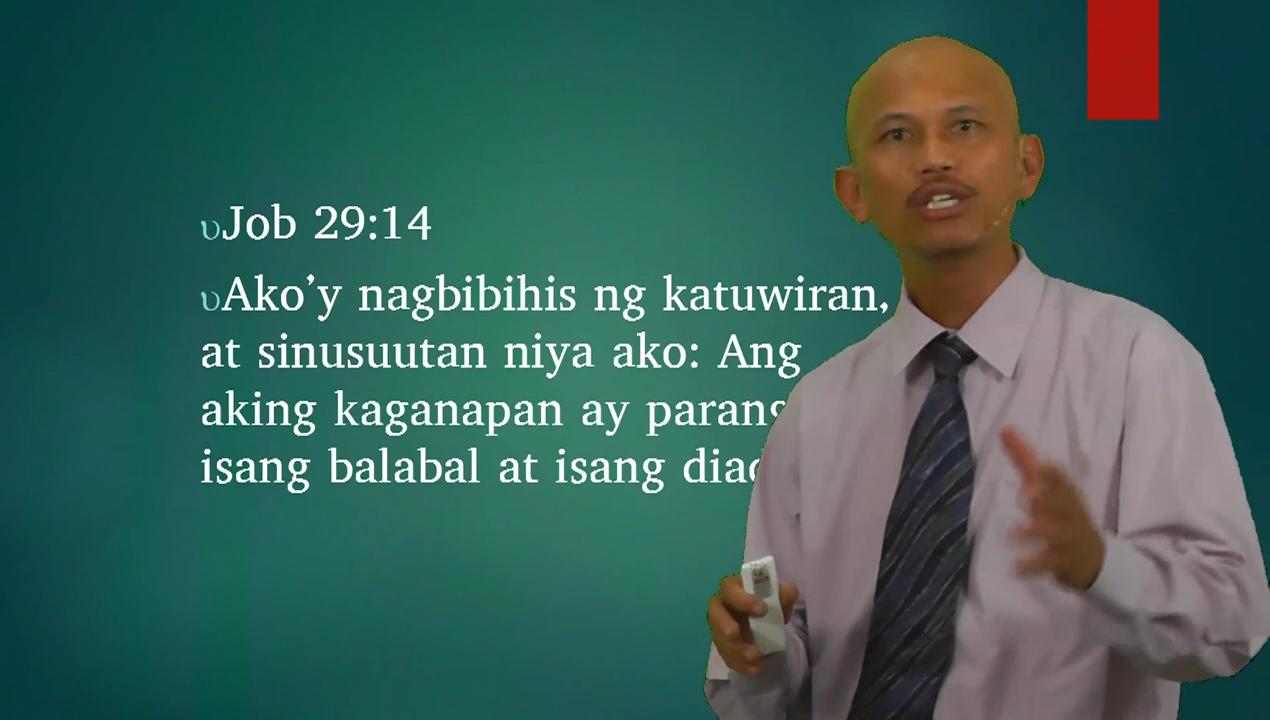 Job 29:14
Ako’y nagbibihis ng katuwiran,
at sinusuutan niya ako: Ang
aking kaganapan ay
isang balabal at isang